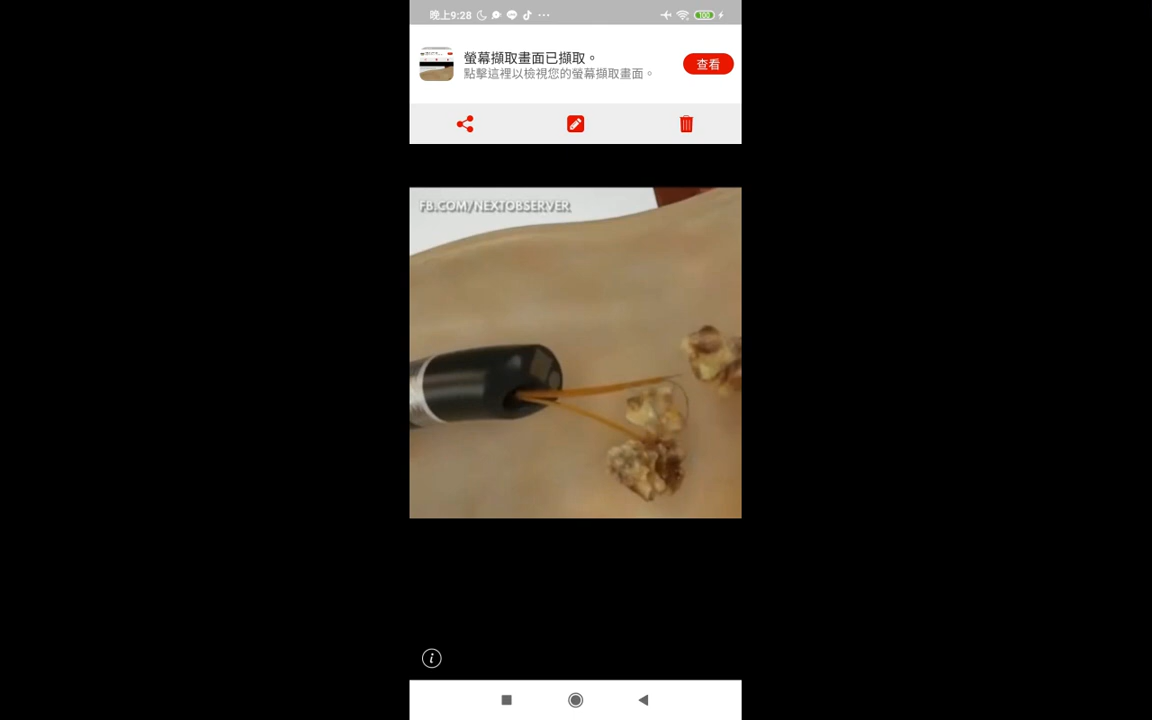 晚上9:28
100
螢幕擷取畫面已擷取。
點擊這裡以檢視您的螢幕擷取畫面。
查看
FB.COM/NEXTOBSERVER